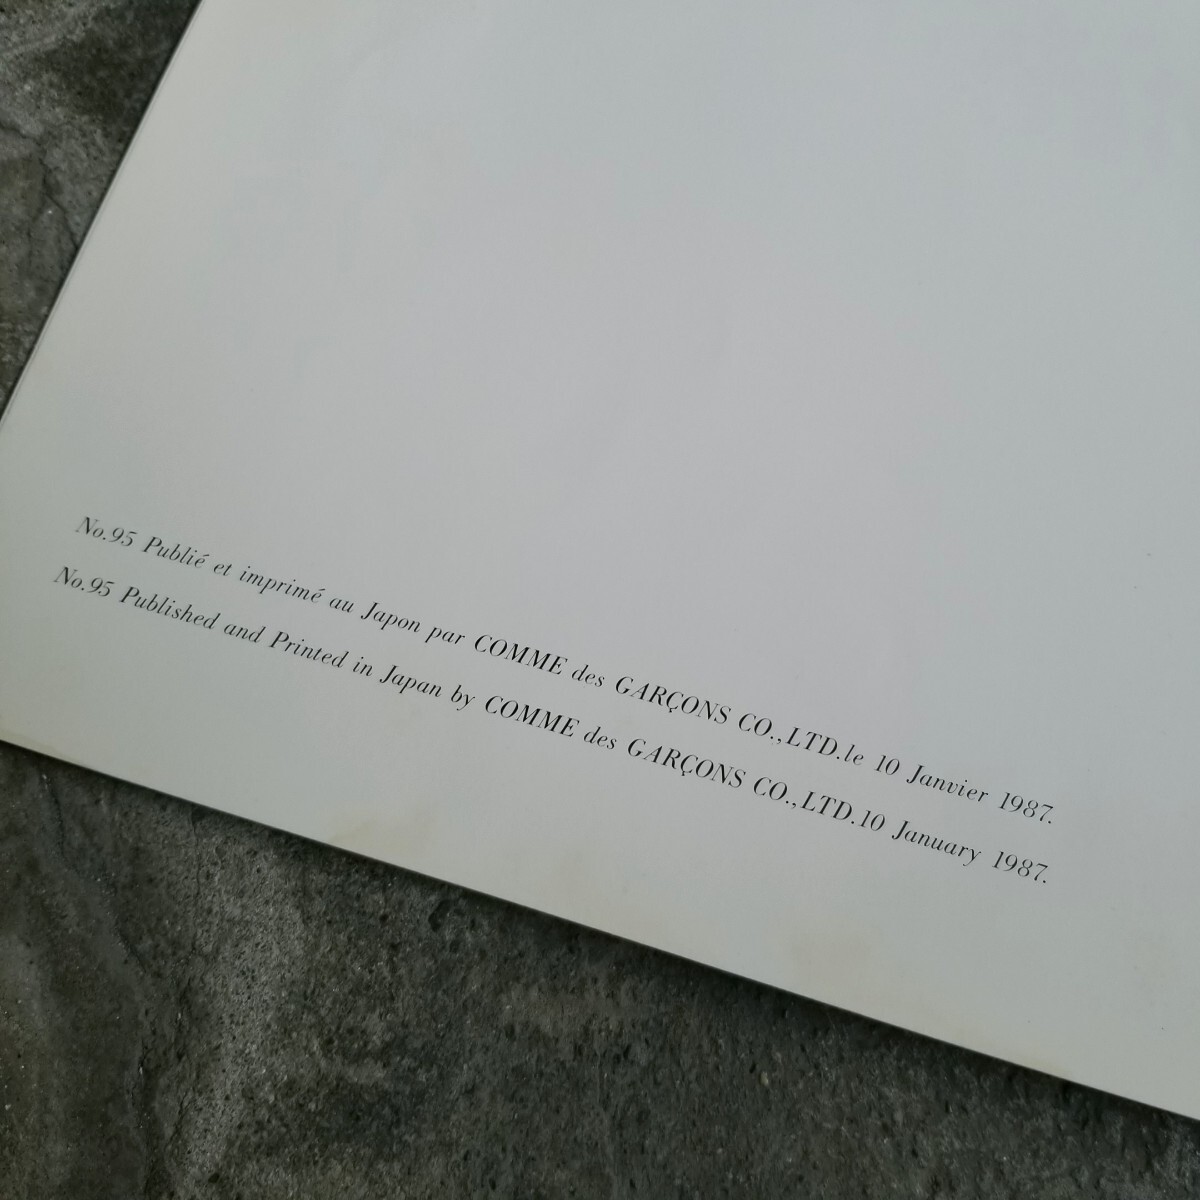 No.95 Publié et imprimé au Japon par COMME des GARÇONS CO.,LTD.le 10 Janvier 1987.
No.95 Published and Printed in Japan by COMME des GARÇONS CO.,LTD.10 January 1987.